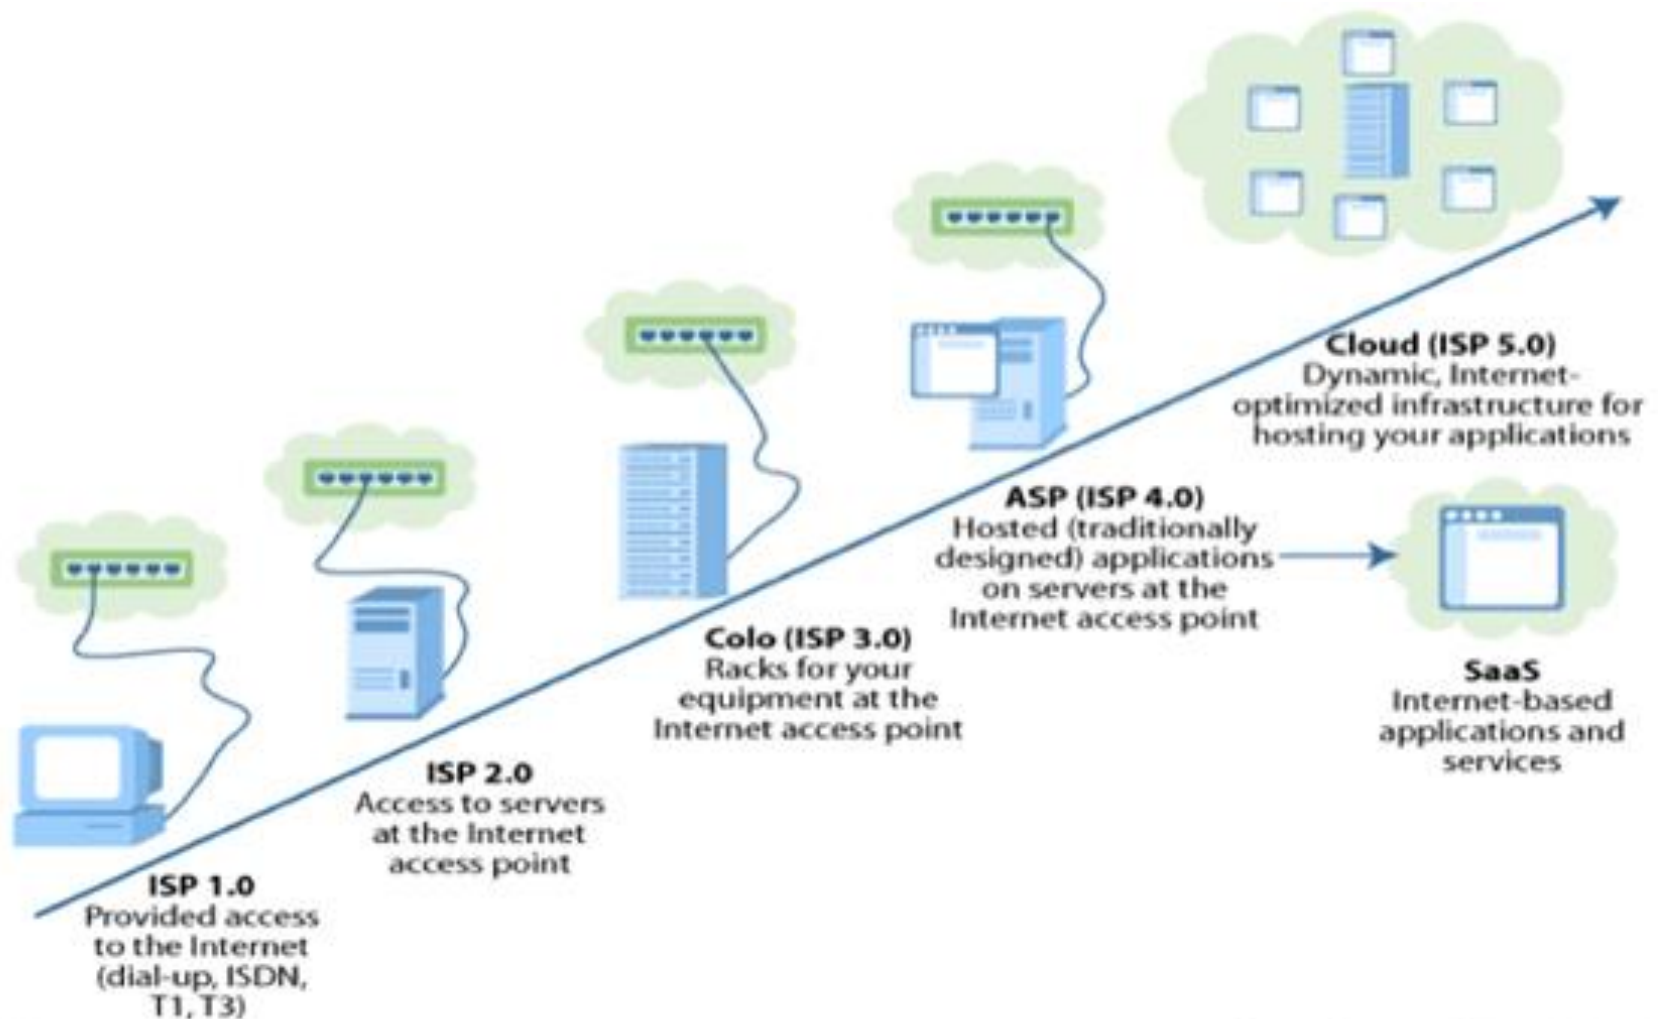 ISP 1.0
Provided access
to the Internet
(dial-up, ISDN,
T1, T3)
ISP 2.0
Access to servers
at the Internet
access point
Colo (ISP 3.0)
Racks for your
equipment at the
Internet access point
ASP (ISP 4.0)
Hosted (traditionally
designed) applications
on servers at the
Internet access point
Cloud (ISP 5.0)
Dynamic, Internet-
optimized infrastructure for
hosting your applications
SaaS
Internet-based
applications and
services